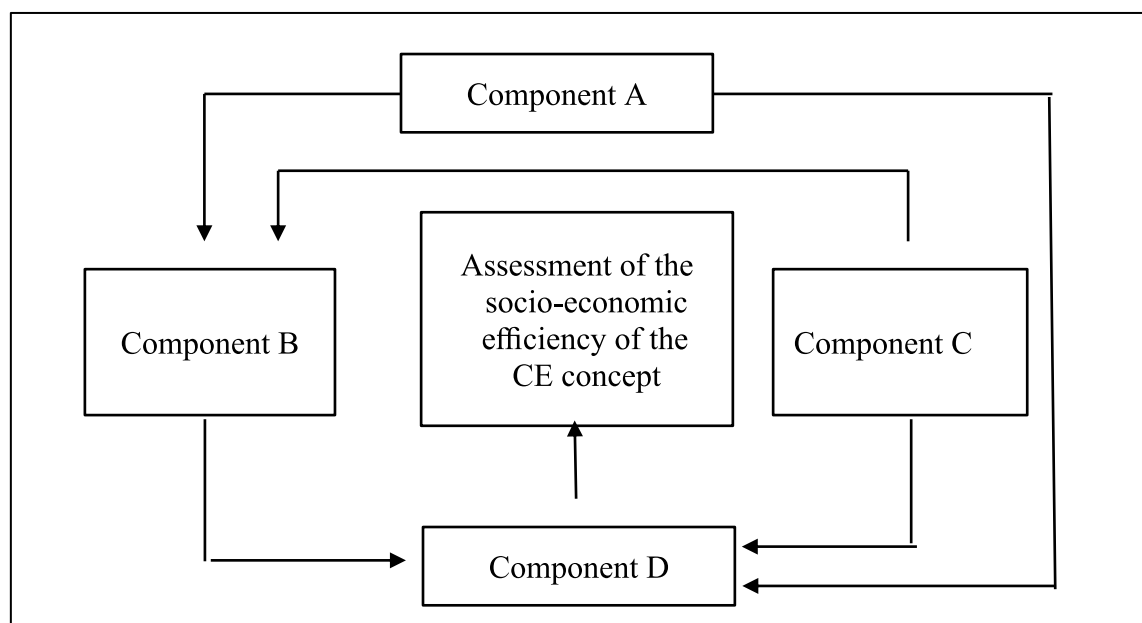 Component A
Assessment of the
socio-economic
efficiency of the
CE concept
Component B
Component C
Component D